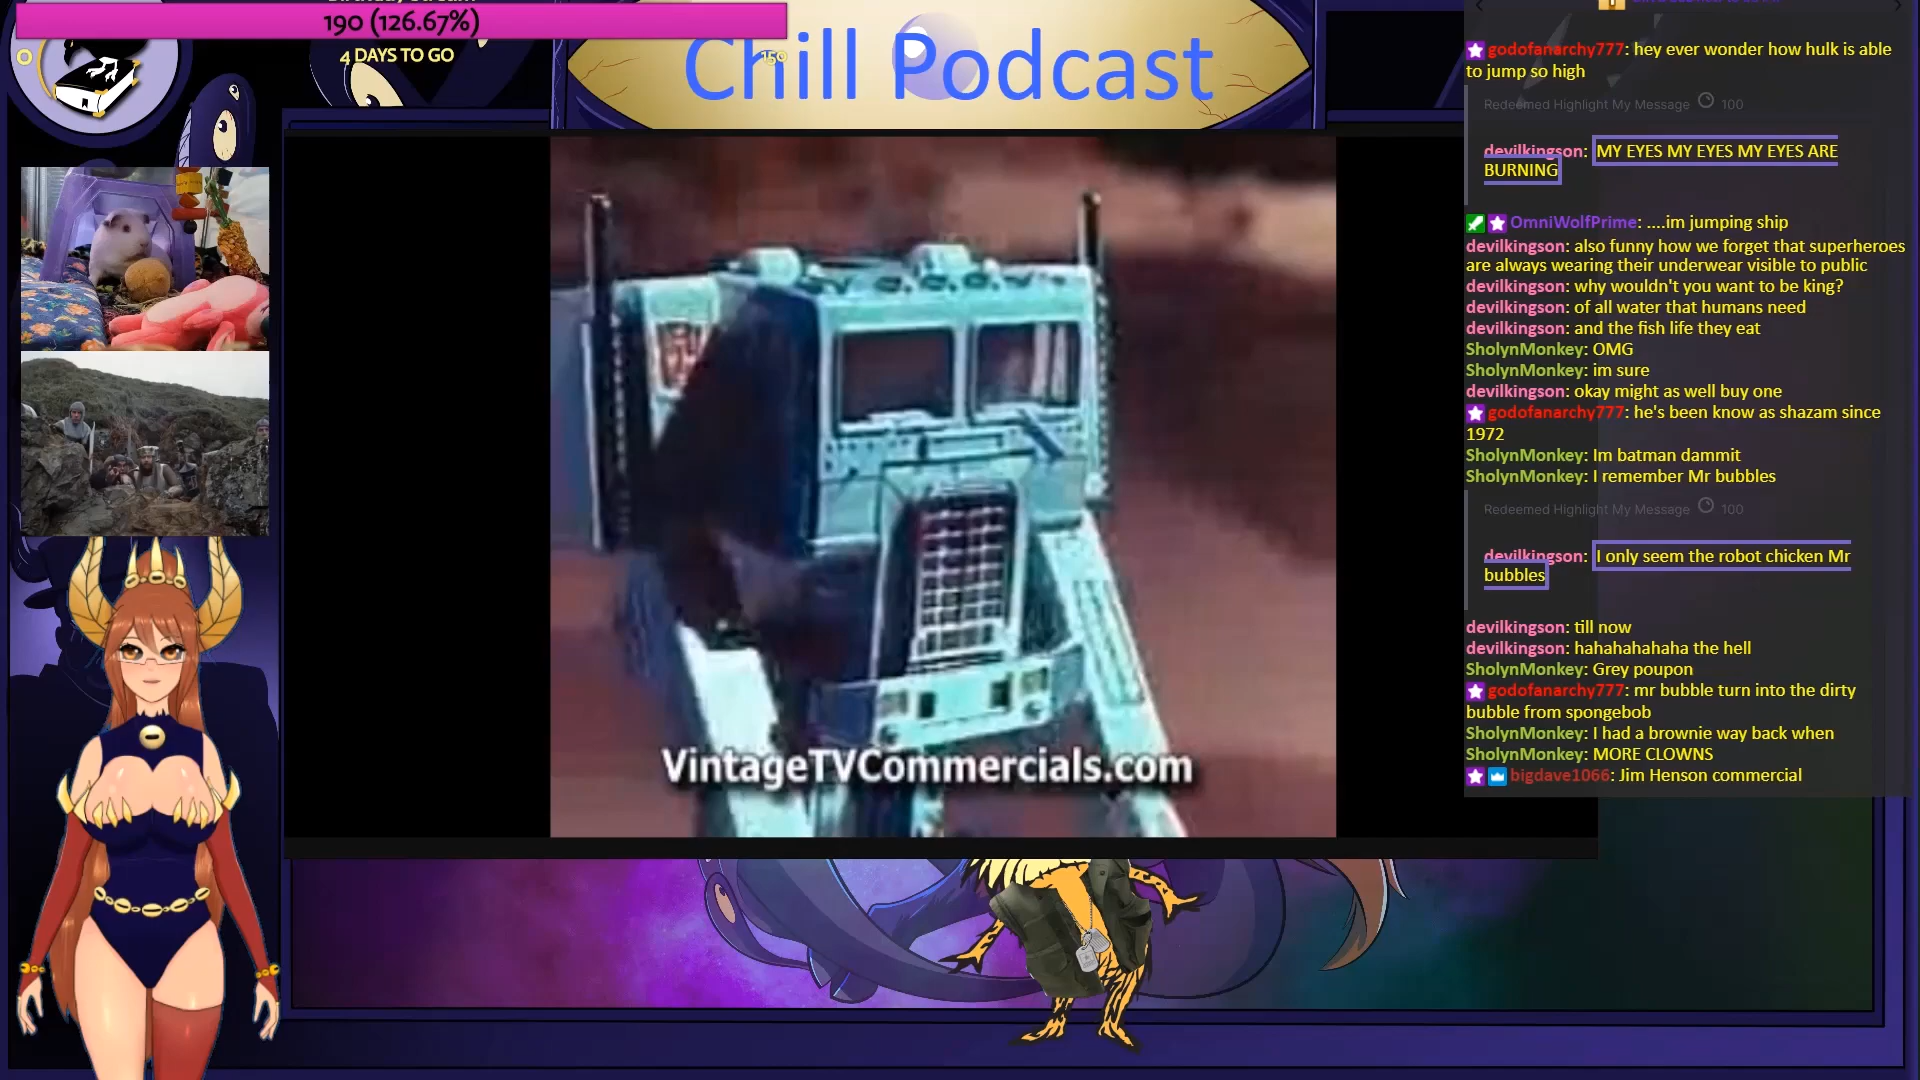 190 (126.67%)
4 DAYS TO GO
150
Chill Podcast
VintageTVCommercials.com
godofanarchy777: hey ever wonder how hulk is able
to jump so high
Redeemed Highlight My Message 100
devilkingson: MY EYES MY EYES MY EYES ARE
BURNING
OmniWolfPrime: ....im jumping ship
devilkingson: also funny how we forget that superheroes
are always wearing their underwear visible to public
devilkingson: why wouldn't you want to be king?
devilkingson: of all water that humans need
devilkingson: and the fish life they eat
SholynMonkey: OMG
SholynMonkey: im sure
devilkingson: okay might as well buy one
godofanarchy777: he's been know as shazam since
1972
SholynMonkey: Im batman dammit
SholynMonkey: I remember Mr bubbles
Redeemed Highlight My Message 100
devilkingson: I only seem the robot chicken Mr
bubbles
devilkingson: till now
devilkingson: hahahahahaha the hell
SholynMonkey: Grey poupon
godofanarchy777: mr bubble turn into the dirty
bubble from spongebob
SholynMonkey: I had a brownie way back when
SholynMonkey: MORE CLOWNS
bigdave1066: Jim Henson commercial